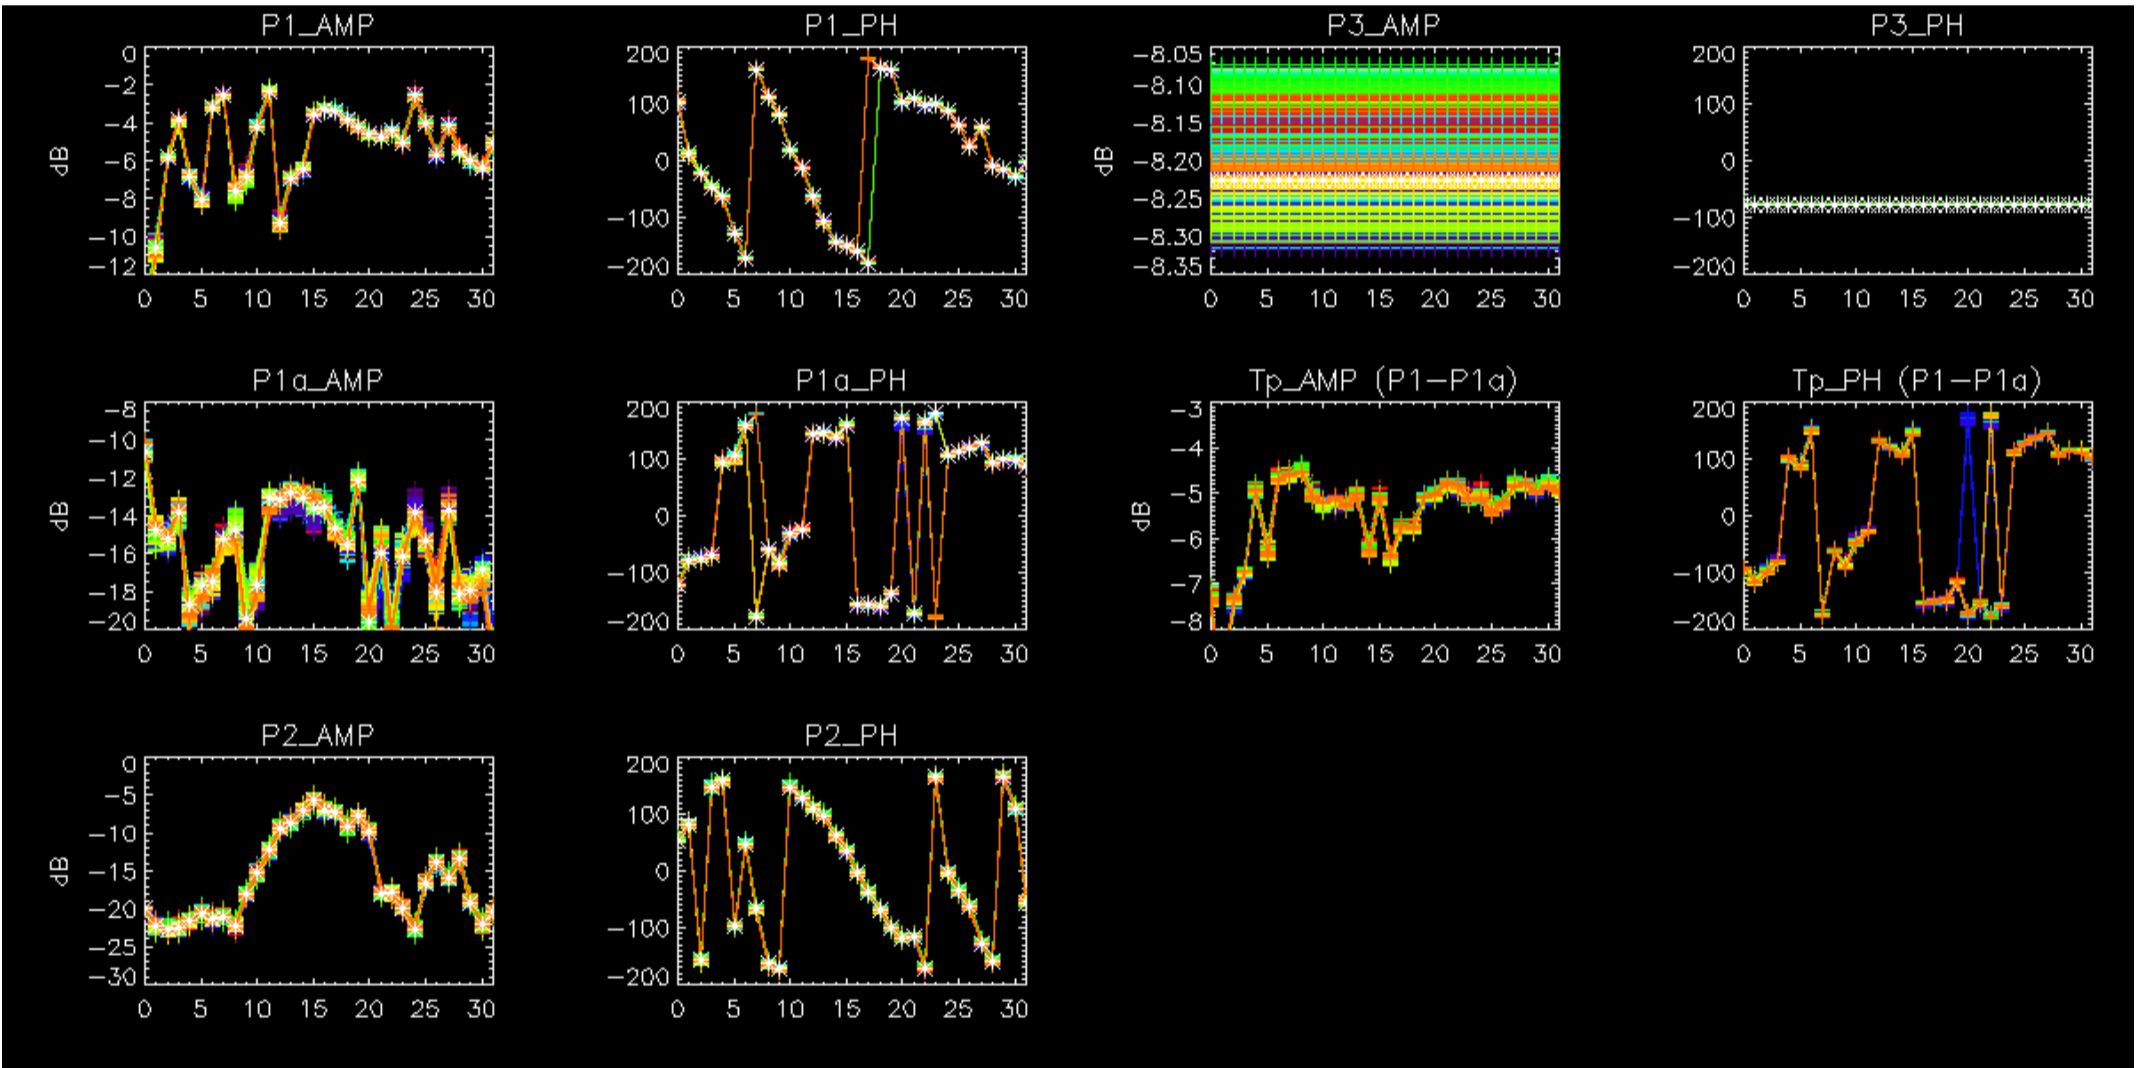 P1_AMP
P1_PH
P3_AMP
P3_PH
dB
0
-2
-4
-6
-8
-10
-12
0 5 10 15 20 25 30
200
100
0
-100
-200
0 5 10 15 20 25 30
dB
-8.05
-8.10
-8.15
-8.20
-8.25
-8.30
-8.35
0 5 10 15 20 25 30
200
100
0
-100
-200
0 5 10 15 20 25 30
P1a_AMP
P1a_PH
Tp_AMP (P1-P1a)
Tp_PH (P1-P1a)
dB
-8
-10
-12
-14
-16
-18
-20
0 5 10 15 20 25 30
200
100
0
-100
-200
0 5 10 15 20 25 30
dB
-3
-4
-5
-6
-7
-8
0 5 10 15 20 25 30
200
100
0
-100
-200
0 5 10 15 20 25 30
P2_AMP
P2_PH
dB
0
-5
-10
-15
-20
-25
-30
0 5 10 15 20 25 30
200
100
0
-100
-200
0 5 10 15 20 25 30